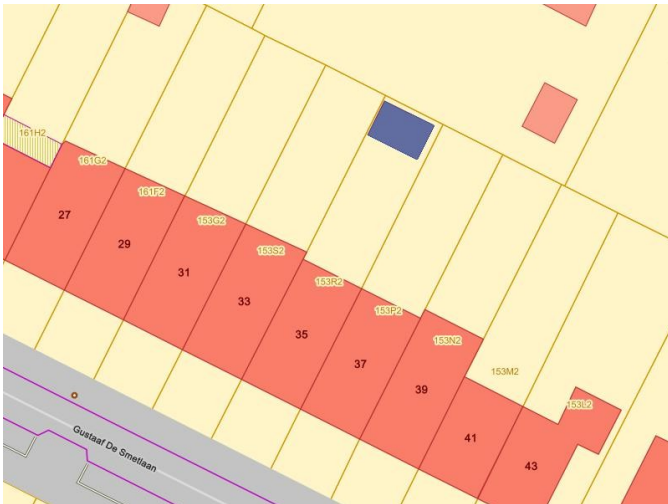 161H2
161G2
27
161F2
29
153G2
31
153S2
33
153R2
35
153P2
37
153N2
39
153M2
41
153L2
43
Gustaaf De Smetlaan